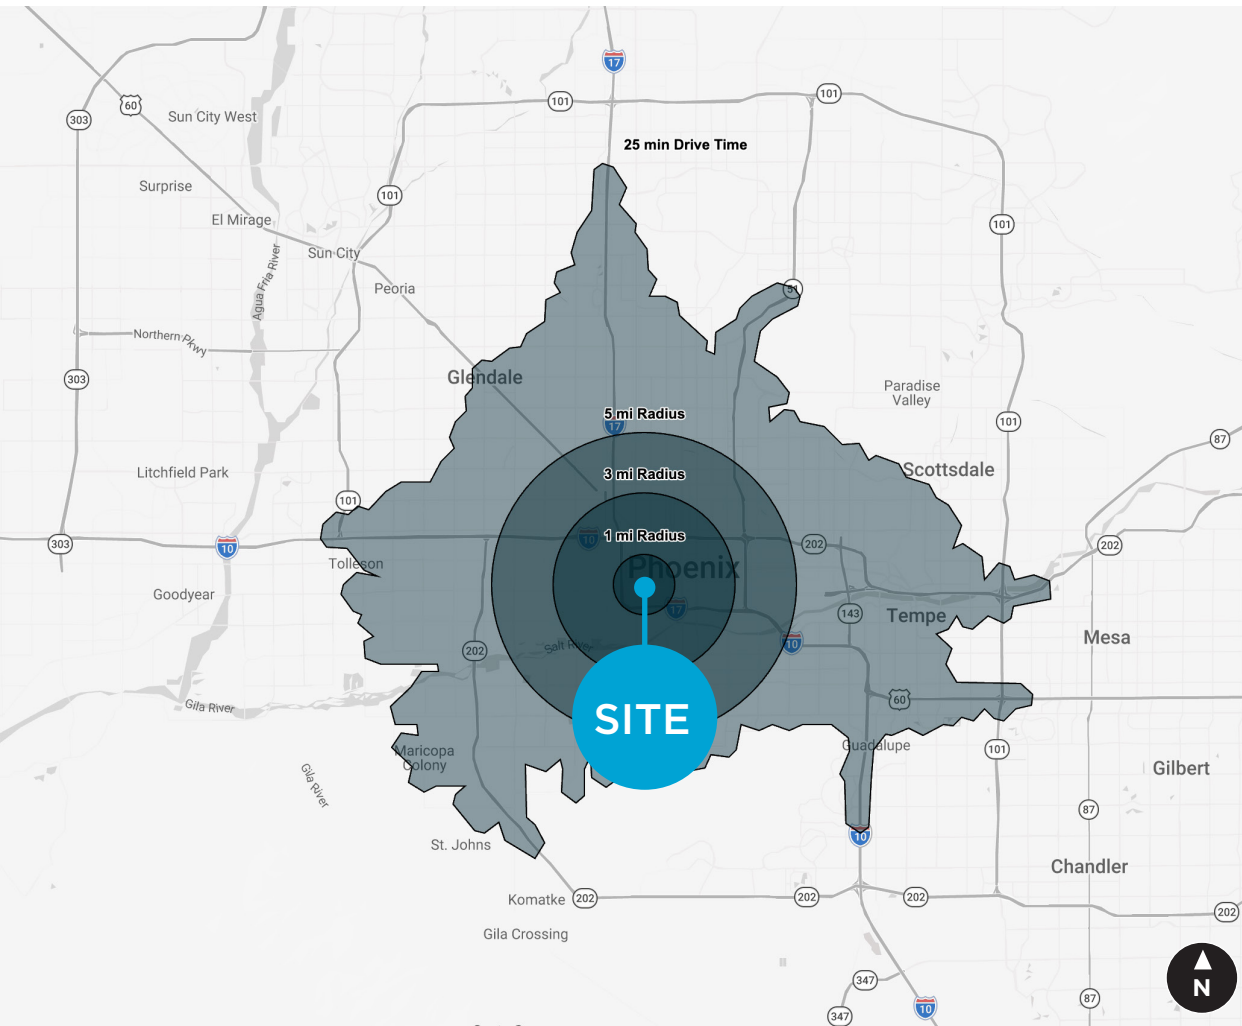 17
60
101
101
303
Sun City West
25 min Drive Time
Surprise
101
El Mirage
101
Sun City
Agua Fria River
Peoria
51
Northern Pkwy
303
Glendale
Paradise
Valley
5 mi Radius
101
17
87
Scottsdale
3 mi Radius
Litchfield Park
101
1 mi Radius
303
10
10
202
202
Tolleson
Phoenix
Goodyear
17
143
Tempe
Mesa
10
Salt River
202
60
Gila River
SITE
Guadalupe
101
Maricopa
Colony
Gila River
Gilbert
87
10
St. Johns
Chandler
Komatke
202
202
202
202
Gila Crossing
347
N
87
10
347